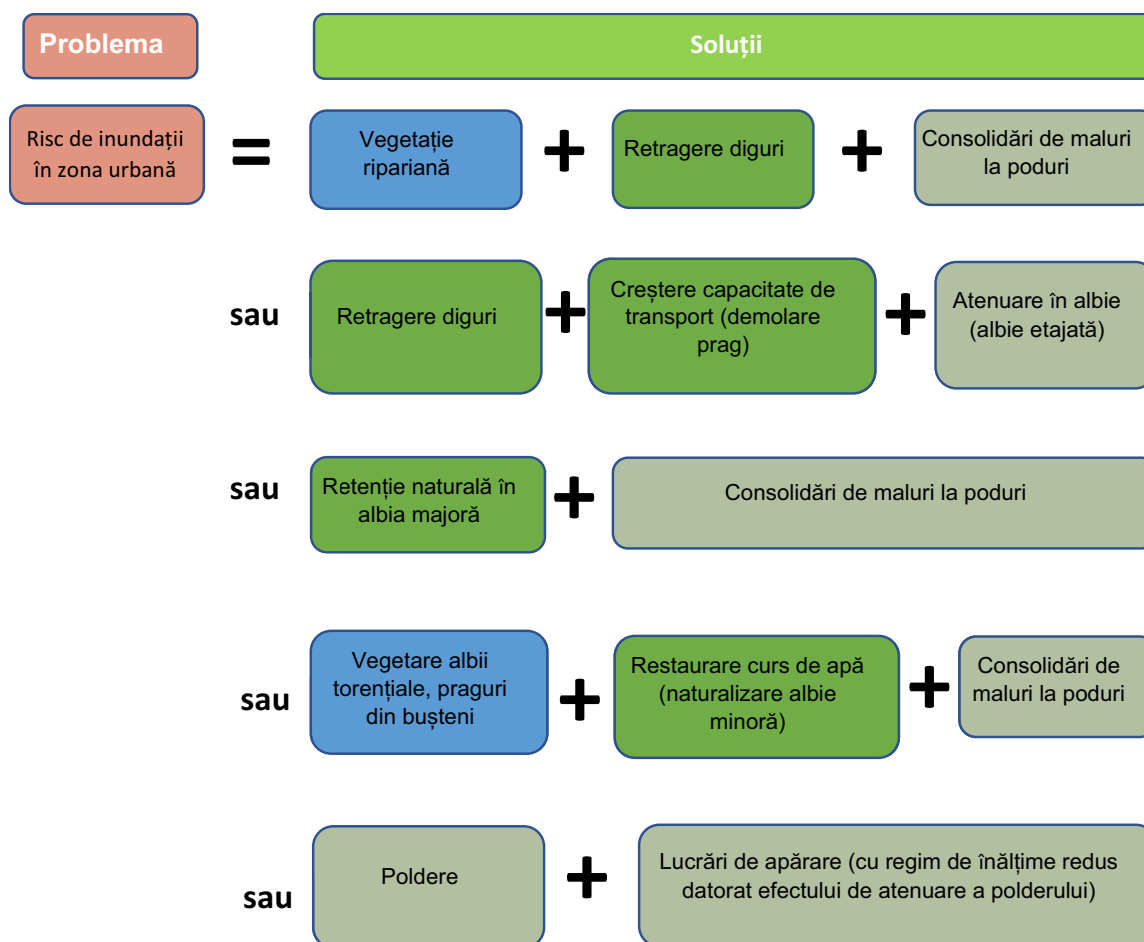 Problema
Soluții
Risc de inundații
în zona urbană
=
Vegetație
ripariană
+
Retragere diguri
+
Consolidări de maluri
la poduri
sau
Retragere diguri
+
Creștere capacitate de
transport (demolare
prag)
+
Atenuare în albie
(albie etajată)
sau
Retenție naturală în
albia majoră
+
Consolidări de maluri la poduri
sau
Vegetare albii
torențiale, praguri
din bușteni
+
Restaurare curs de apă
(naturalizare albie
minoră)
+
Consolidări de
maluri la poduri
sau
Poldere
+
Lucrări de apărare (cu regim de înălțime redus
datorat efectului de atenuare a polderului)